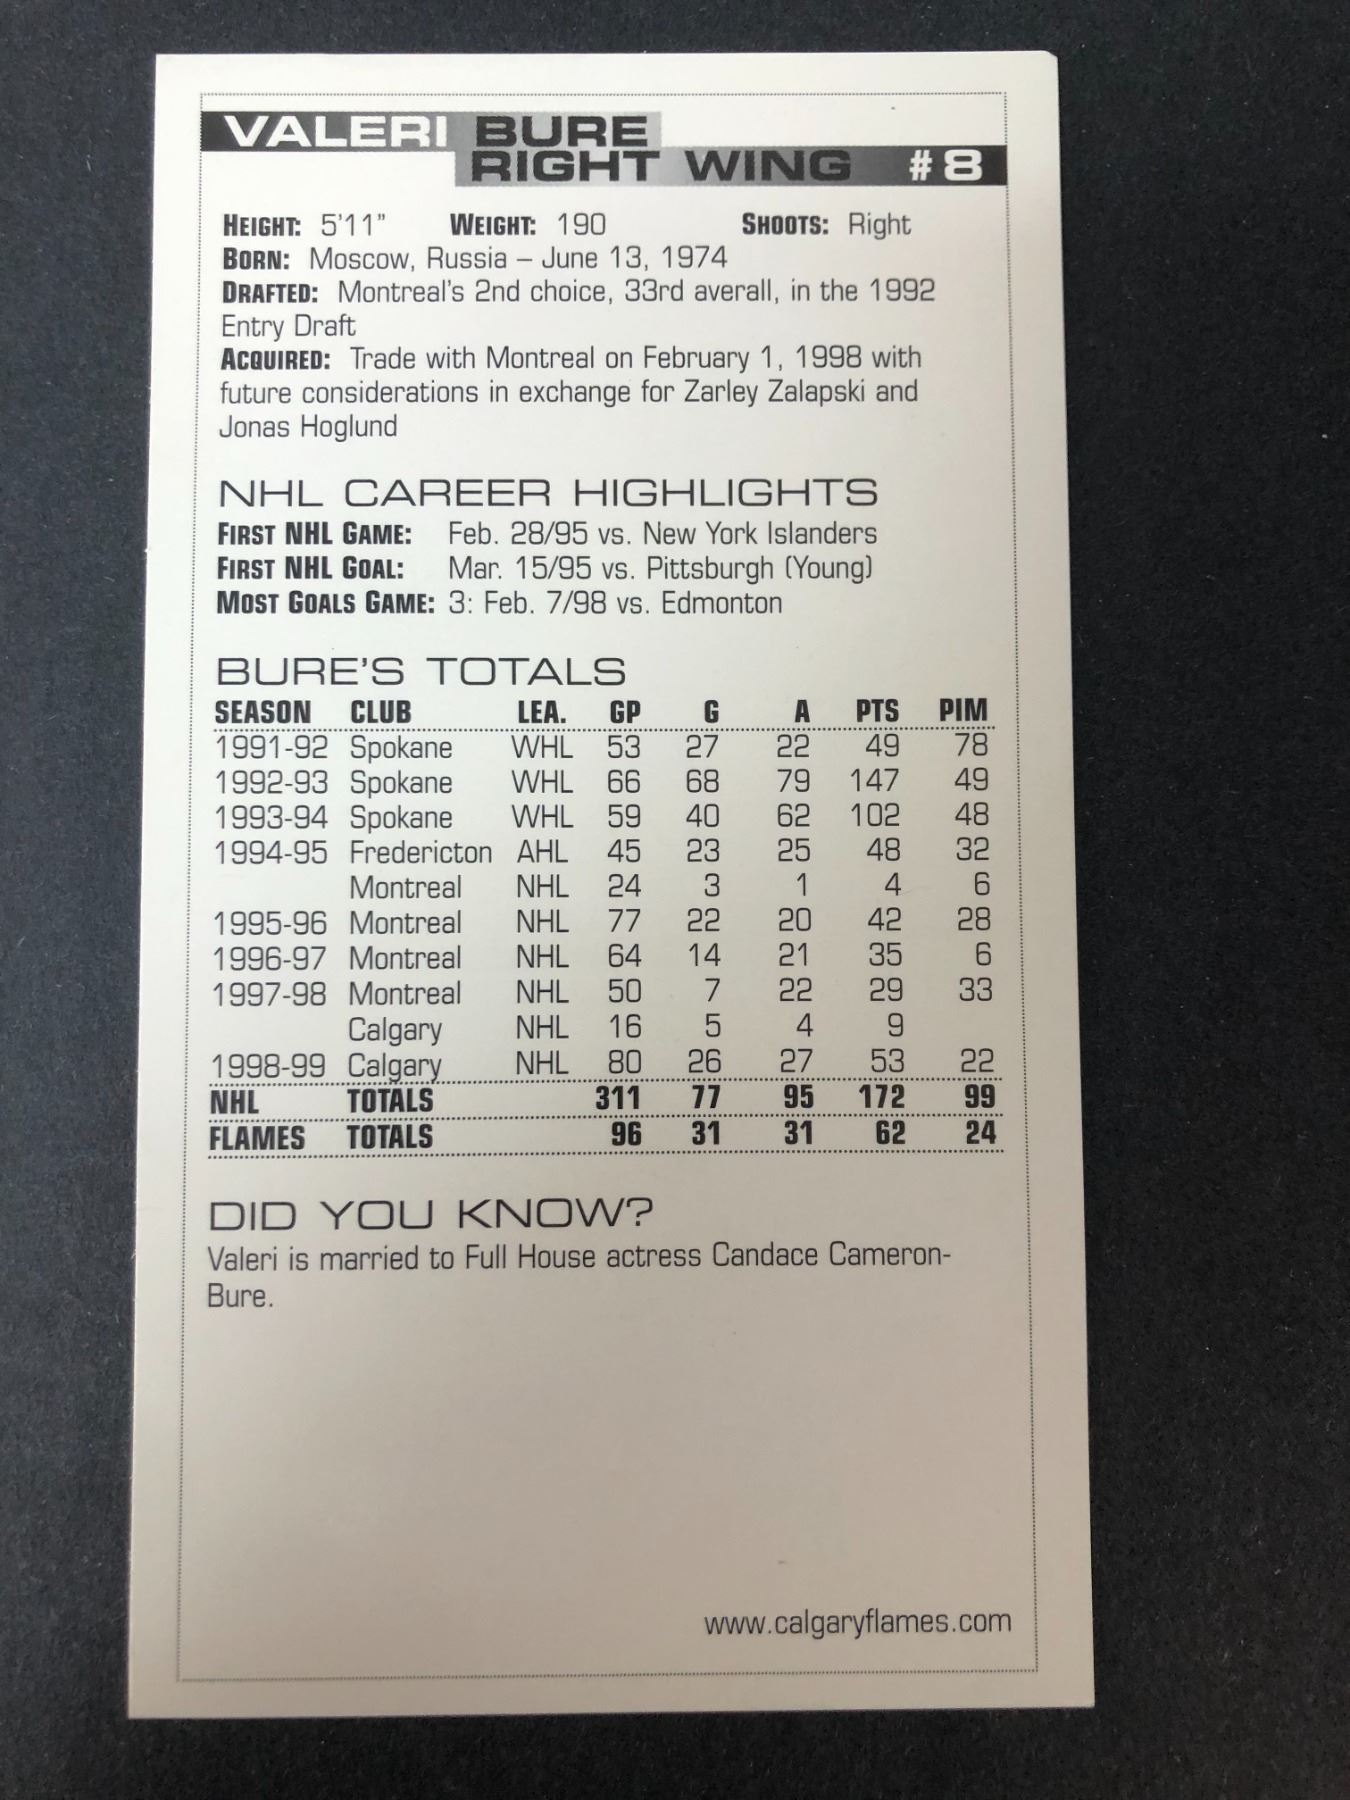 VALERI BURE
RIGHT WING #8
HEIGHT: 5'11" WEIGHT: 190 SHOOTS: Right
BORN: Moscow, Russia – June 13, 1974
DRAFTED: Montreal's 2nd choice, 33rd averall, in the 1992
Entry Draft
ACQUIRED: Trade with Montreal on February 1, 1998 with
future considerations in exchange for Zarley Zalapski and
Jonas Hoglund
NHL CAREER HIGHLIGHTS
FIRST NHL GAME: Feb. 28/95 vs. New York Islanders
FIRST NHL GOAL: Mar. 15/95 vs. Pittsburgh (Young)
MOST GOALS GAME: 3: Feb. 7/98 vs. Edmonton
BURE'S TOTALS
SEASON CLUB LEA. GP G A PTS PIM
1991-92 Spokane WHL 53 27 22 49 78
1992-93 Spokane WHL 66 68 79 147 49
1993-94 Spokane WHL 59 40 62 102 48
1994-95 Fredericton AHL 45 23 25 48 32
Montreal NHL 24 3 1 4 6
1995-96 Montreal NHL 77 22 20 42 28
1996-97 Montreal NHL 64 14 21 35 6
1997-98 Montreal NHL 50 7 22 29 33
Calgary NHL 16 5 4 9
1998-99 Calgary NHL 80 26 27 53 22
NHL TOTALS 311 77 95 172 99
FLAMES TOTALS 96 31 31 62 24
DID YOU KNOW?
Valeri is married to Full House actress Candace Cameron-
Bure.
www.calgaryflames.com